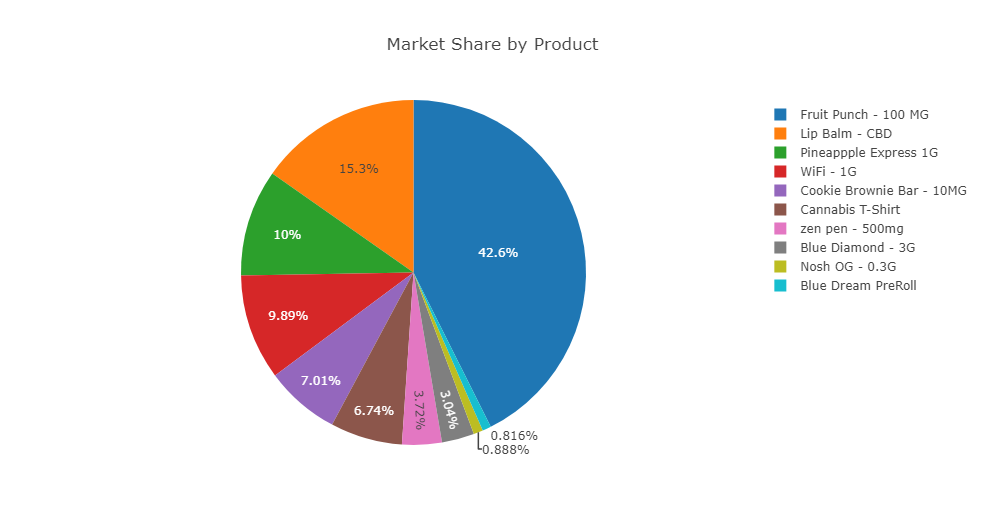 Market Share by Product
Fruit Punch - 100 MG
Lip Balm - CBD
Pineappple Express 1G
WiFi - 1G
Cookie Brownie Bar - 10MG
Cannabis T-Shirt
zen pen - 500mg
Blue Diamond - 3G
Nosh OG - 0.3G
Blue Dream PreRoll
15.3%
42.6%
10%
9.89%
7.01%
6.74%
3.72%
3.04%
0.816%
0.888%